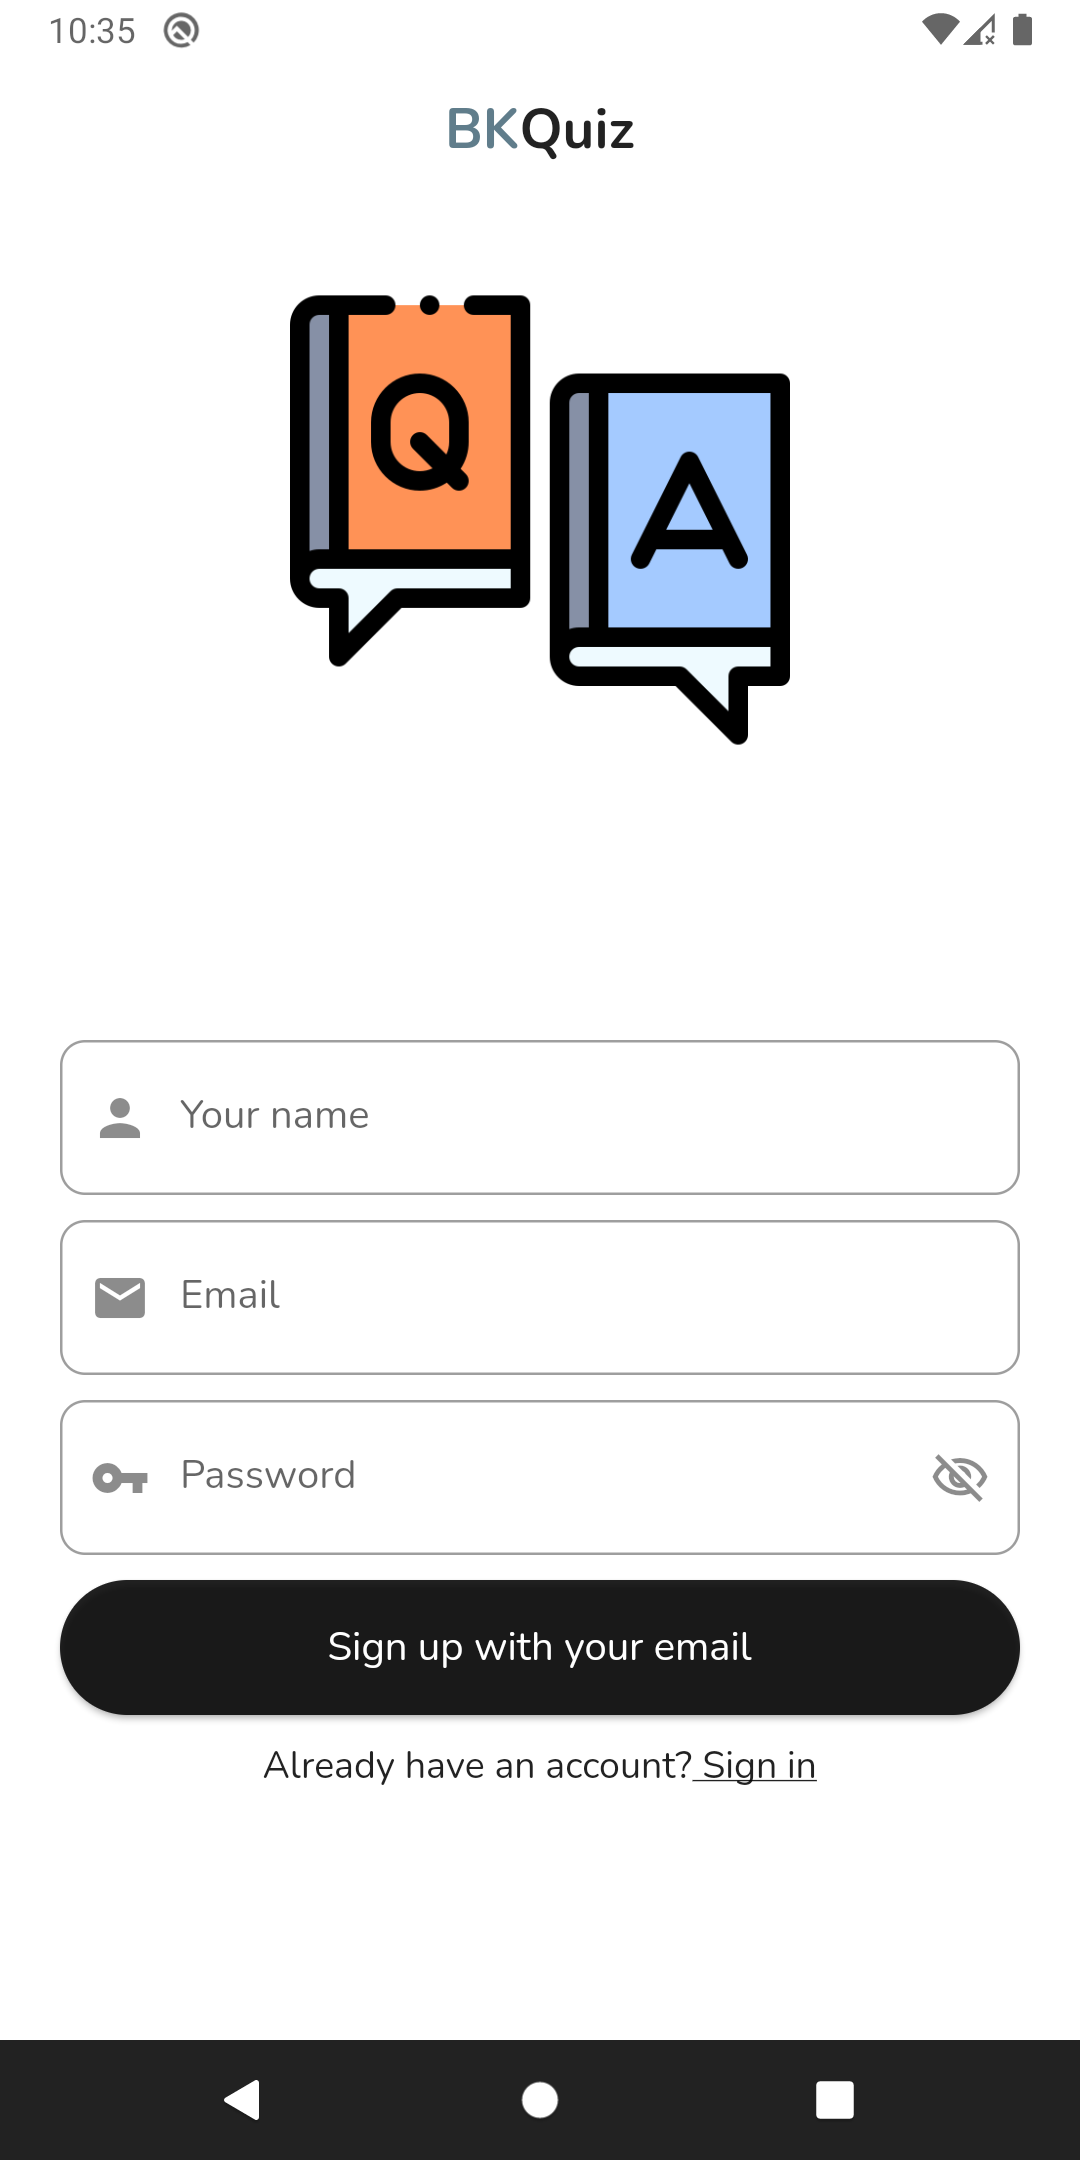 10:35
BKQuiz
Q
A
Your name
Email
Password
Sign up with your email
Already have an account? Sign in